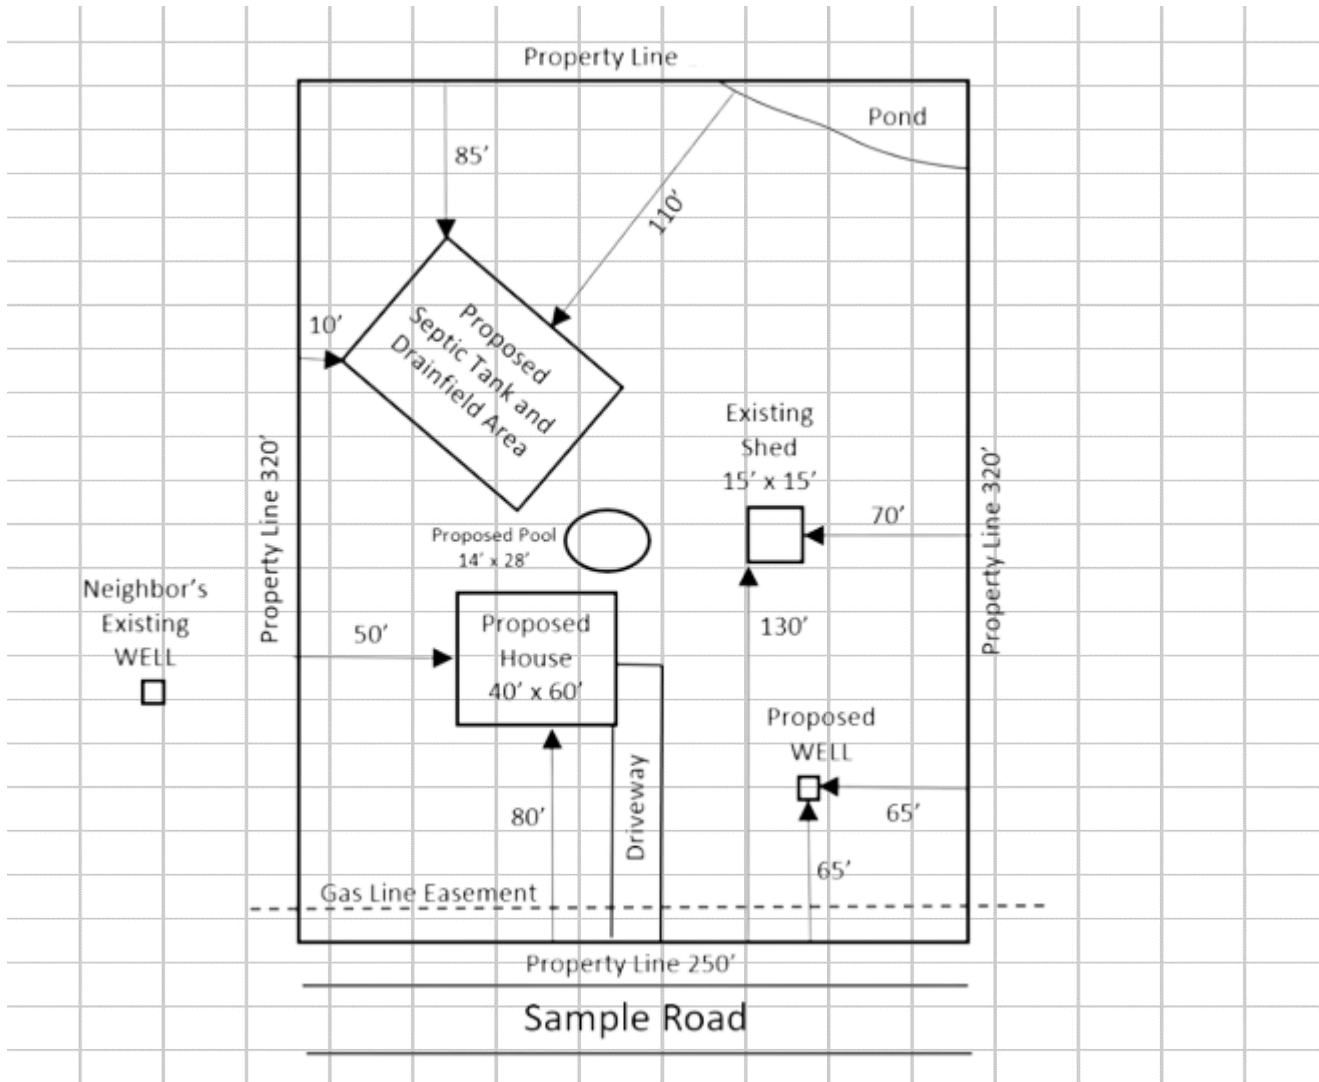 Property Line
Pond
85′
110′
10′
Proposed
Septic Tank and
Drainfield Area
Existing
Shed
15′ x 15′
70′
Property Line 320′
Property Line 320′
Proposed Pool
14′ x 28′
Neighbor's
Existing
WELL
50′
Proposed
House
40′ x 60′
130′
Proposed
WELL
65′
65′
80′
Driveway
Gas Line Easement
Property Line 250′
Sample Road